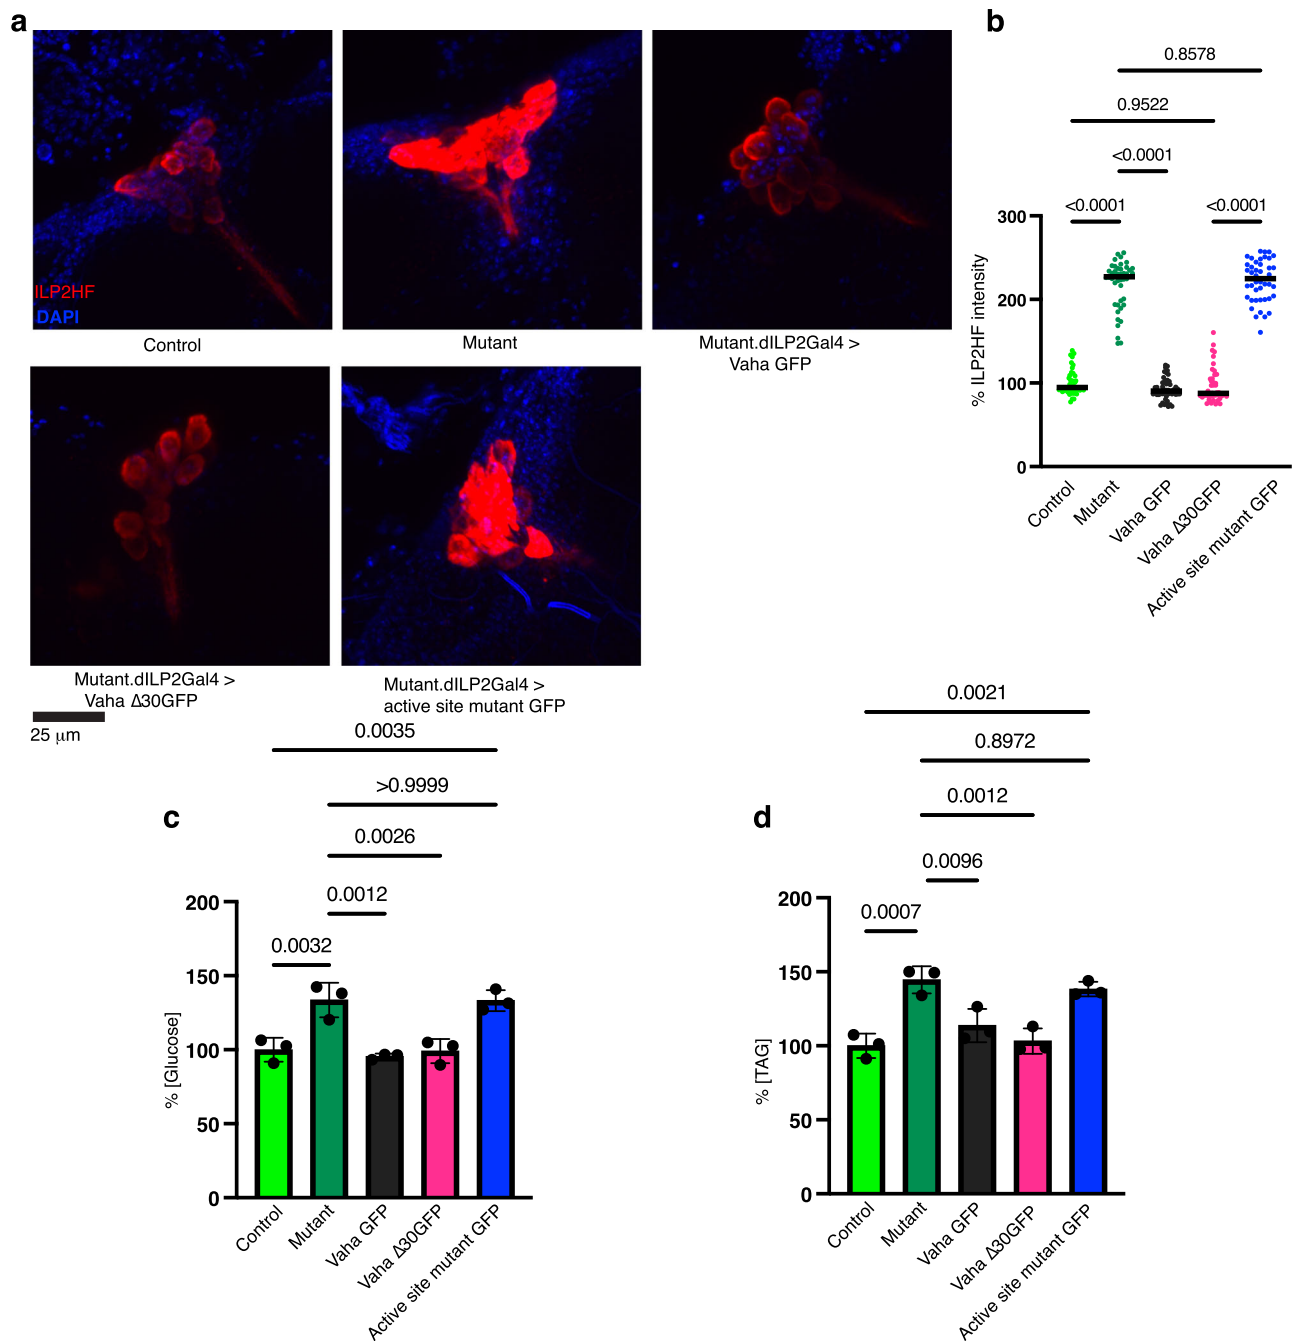 a
ILP2HF
DAPI
Control
Mutant
Mutant.dILP2Gal4 >
Vaha GFP
Mutant.dILP2Gal4 >
Vaha Δ30GFP
Mutant.dILP2Gal4 >
active site mutant GFP
25 μm
b
0.8578
0.9522
<0.0001
<0.0001
<0.0001
300
200
100
0
% ILP2HF intensity
Control
Mutant
Vaha GFP
Vaha Δ30GFP
Active site mutant GFP
c
0.0035
>0.9999
0.0026
0.0012
0.0032
200
150
100
50
0
% [Glucose]
Control
Mutant
Vaha GFP
Vaha Δ30GFP
Active site mutant GFP
d
0.0021
0.8972
0.0012
0.0096
0.0007
200
150
100
50
0
% [TAG]
Control
Mutant
Vaha GFP
Vaha Δ30GFP
Active site mutant GFP